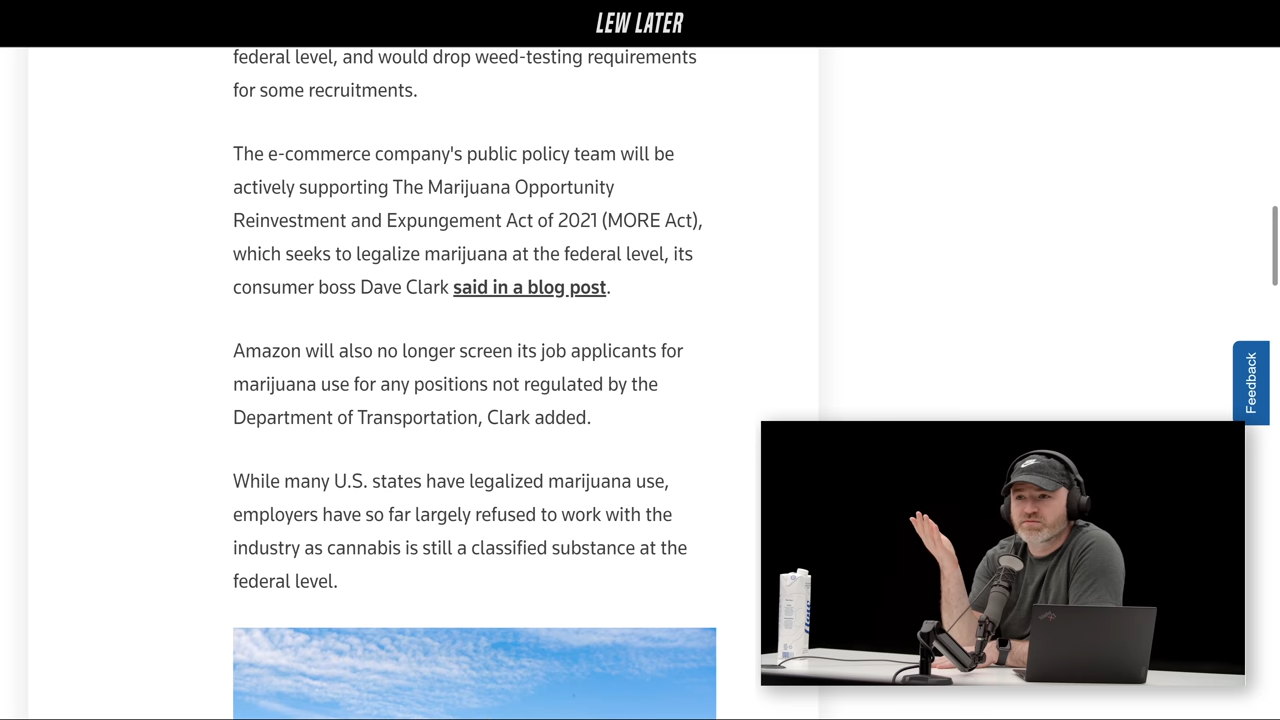 LEW LATER
federal level, and would drop weed-testing requirements
for some recruitments.
The e-commerce company's public policy team will be
actively supporting The Marijuana Opportunity
Reinvestment and Expungement Act of 2021 (MORE Act),
which seeks to legalize marijuana at the federal level, its
consumer boss Dave Clark said in a blog post.
Amazon will also no longer screen its job applicants for
marijuana use for any positions not regulated by the
Department of Transportation, Clark added.
While many U.S. states have legalized marijuana use,
employers have so far largely refused to work with the
industry as cannabis is still a classified substance at the
federal level.
Feedback